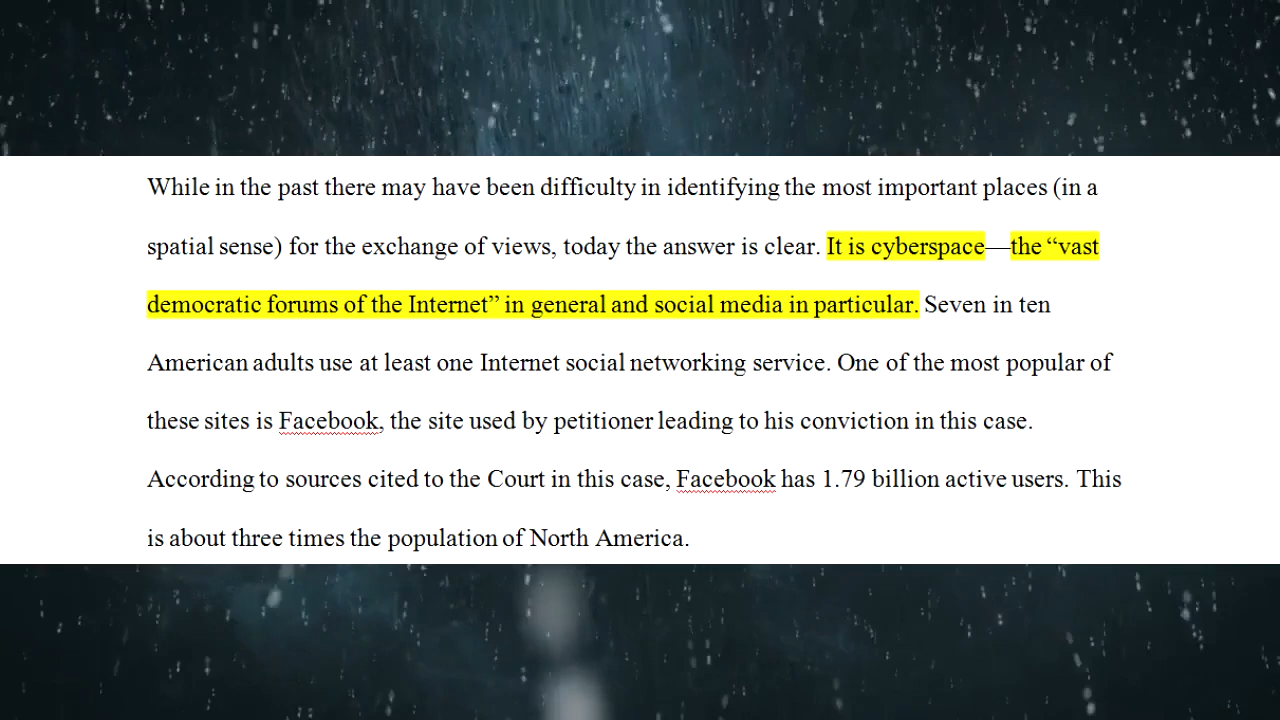 While in the past there may have been difficulty in identifying the most important places (in a
spatial sense) for the exchange of views, today the answer is clear. It is cyberspace—the “vast
democratic forums of the Internet” in general and social media in particular. Seven in ten
American adults use at least one Internet social networking service. One of the most popular of
these sites is Facebook, the site used by petitioner leading to his conviction in this case.
According to sources cited to the Court in this case, Facebook has 1.79 billion active users. This
is about three times the population of North America.